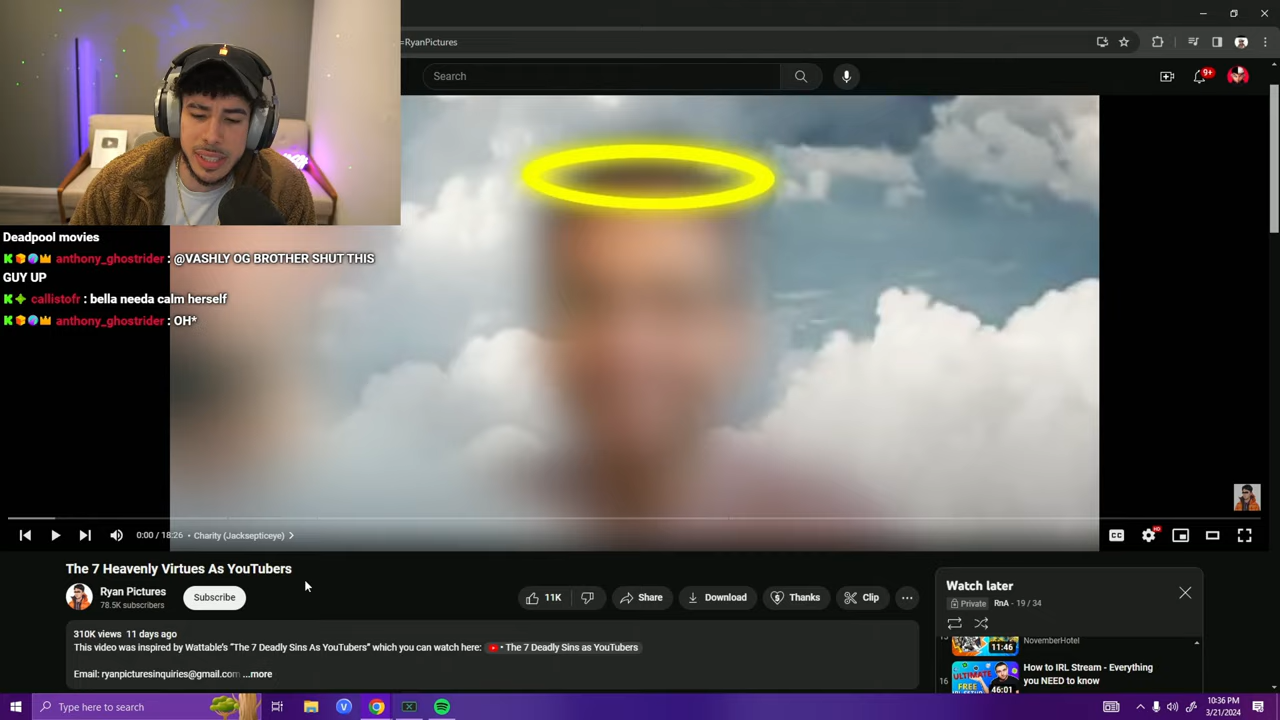 =RyanPictures
Search
9+
Deadpool movies
anthony_ghostrider : @VASHLY OG BROTHER SHUT THIS
GUY UP
callistofr : bella needa calm herself
anthony_ghostrider : OH*
0:00 / 18:26 • Charity (Jacksepticeye)
CC
HD
The 7 Heavenly Virtues As YouTubers
Ryan Pictures
78.5K subscribers
Subscribe
11K
Share
Download
Thanks
Clip
310K views 11 days ago
This video was inspired by Wattable's "The 7 Deadly Sins As YouTubers" which you can watch here: • The 7 Deadly Sins as YouTubers
Email: ryanpicturesinquiries@gmail.com ...more
Watch later
Private RnA - 19 / 34
NovemberHotel
11:46
16
ULTIMATE
FREE
46:01
How to IRL Stream - Everything
you NEED to know
Type here to search
10:36 PM
3/21/2024